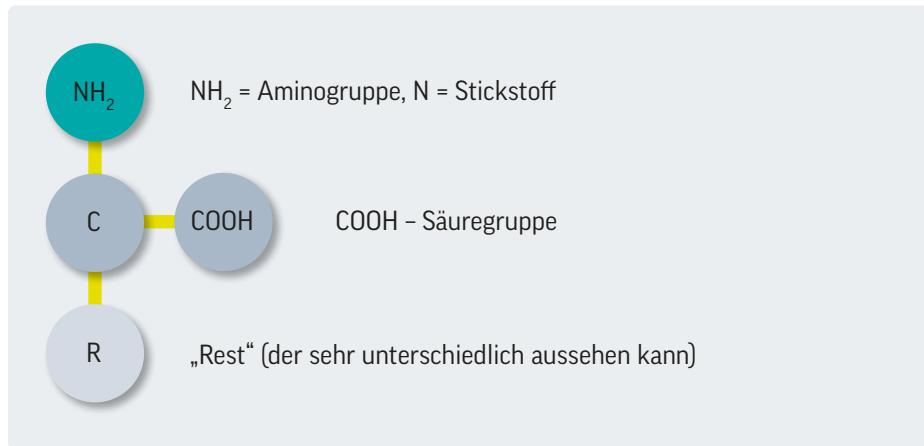 NH₂
NH₂ = Aminogruppe, N = Stickstoff
C
COOH
COOH – Säuregruppe
R
„Rest“ (der sehr unterschiedlich aussehen kann)